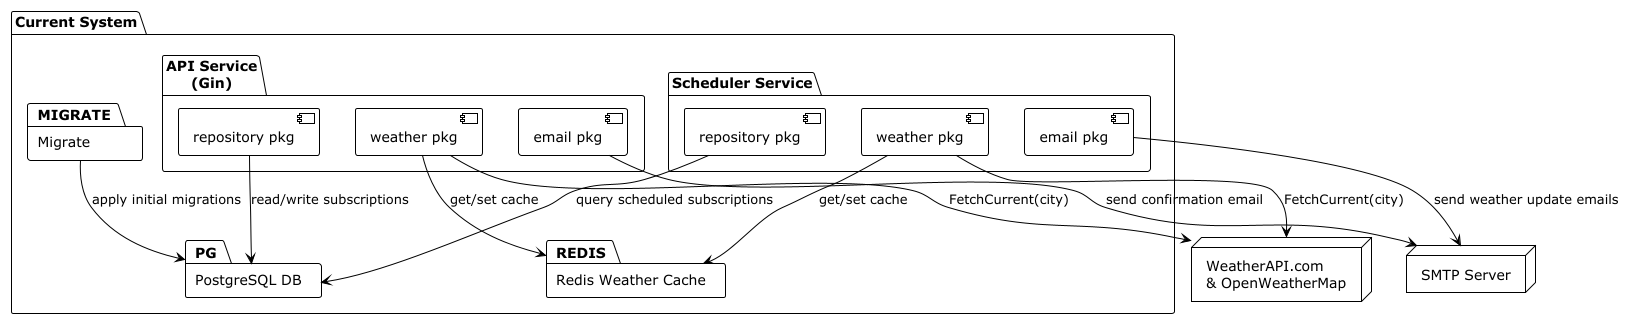 Current System
API Service
(Gin)
Scheduler Service
MIGRATE
Migrate
repository pkg
weather pkg
email pkg
repository pkg
weather pkg
email pkg
apply initial migrations
read/write subscriptions
get/set cache
query scheduled subscriptions
get/set cache
FetchCurrent(city)
send confirmation email
FetchCurrent(city)
send weather update emails
PG
PostgreSQL DB
REDIS
Redis Weather Cache
WeatherAPI.com
& OpenWeatherMap
SMTP Server